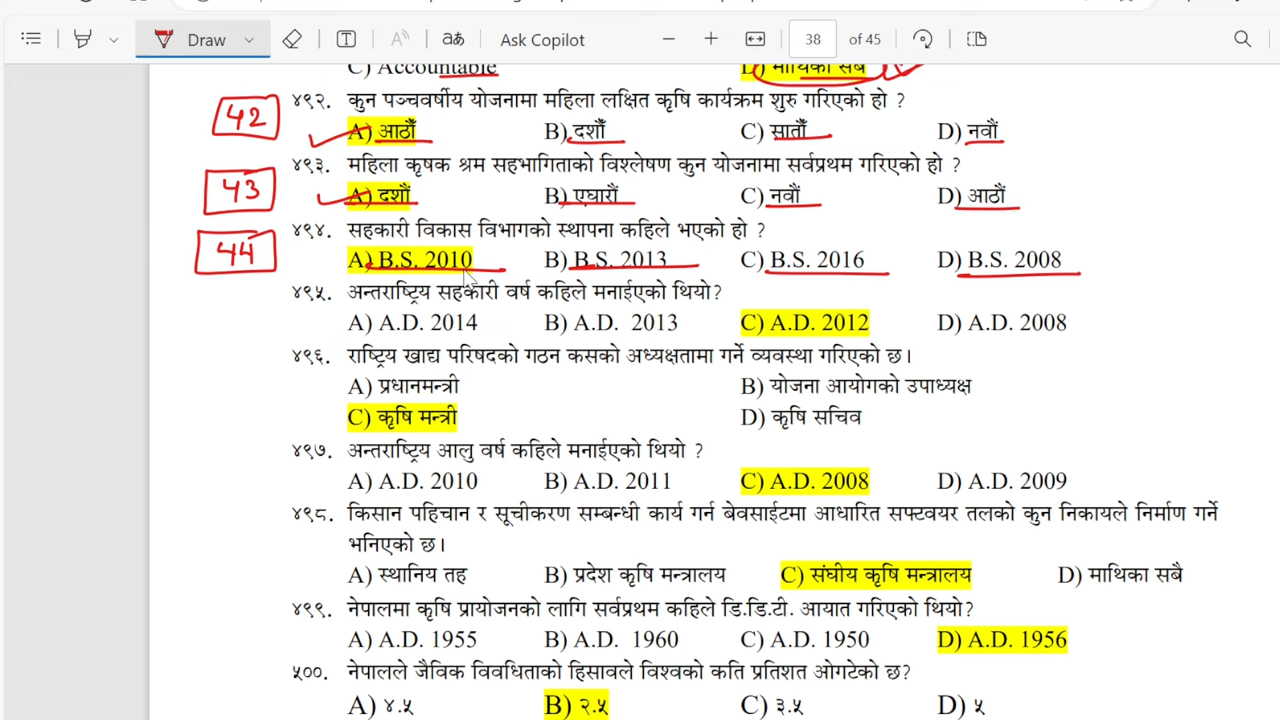 Draw
Ask Copilot
38 of 45
C) Accountable D) माथिका सबै
42
४९२. कुन पञ्चवर्षीय योजनामा महिला लक्षित कृषि कार्यक्रम शुरु गरिएको हो ?
A) आठौं B) दशौं C) सातौं D) नवौं
43
४९३. महिला कृषक श्रम सहभागिताको विश्लेषण कुन योजनामा सर्वप्रथम गरिएको हो ?
A) दशौं B) एघारौं C) नवौं D) आठौं
44
४९४. सहकारी विकास विभागको स्थापना कहिले भएको हो ?
A) B.S. 2010 B) B.S. 2013 C) B.S. 2016 D) B.S. 2008
४९५. अन्तराष्ट्रिय सहकारी वर्ष कहिले मनाईएको थियो?
A) A.D. 2014 B) A.D. 2013 C) A.D. 2012 D) A.D. 2008
४९६. राष्ट्रिय खाद्य परिषदको गठन कसको अध्यक्षतामा गर्ने व्यवस्था गरिएको छ।
A) प्रधानमन्त्री B) योजना आयोगको उपाध्यक्ष
C) कृषि मन्त्री D) कृषि सचिव
४९७. अन्तराष्ट्रिय आलु वर्ष कहिले मनाईएको थियो ?
A) A.D. 2010 B) A.D. 2011 C) A.D. 2008 D) A.D. 2009
४९८. किसान पहिचान र सूचीकरण सम्बन्धी कार्य गर्न बेवसाईटमा आधारित सफ्टवयर तलको कुन निकायले निर्माण गर्ने
भनिएको छ।
A) स्थानिय तह B) प्रदेश कृषि मन्त्रालय C) संघीय कृषि मन्त्रालय D) माथिका सबै
४९९. नेपालमा कृषि प्रायोजनको लागि सर्वप्रथम कहिले डि.डि.टी. आयात गरिएको थियो?
A) A.D. 1955 B) A.D. 1960 C) A.D. 1950 D) A.D. 1956
५००. नेपालले जैविक विवधिताको हिसावले विश्वको कति प्रतिशत ओगटेको छ?
A) ४.५ B) २.५ C) ३.५ D) ५